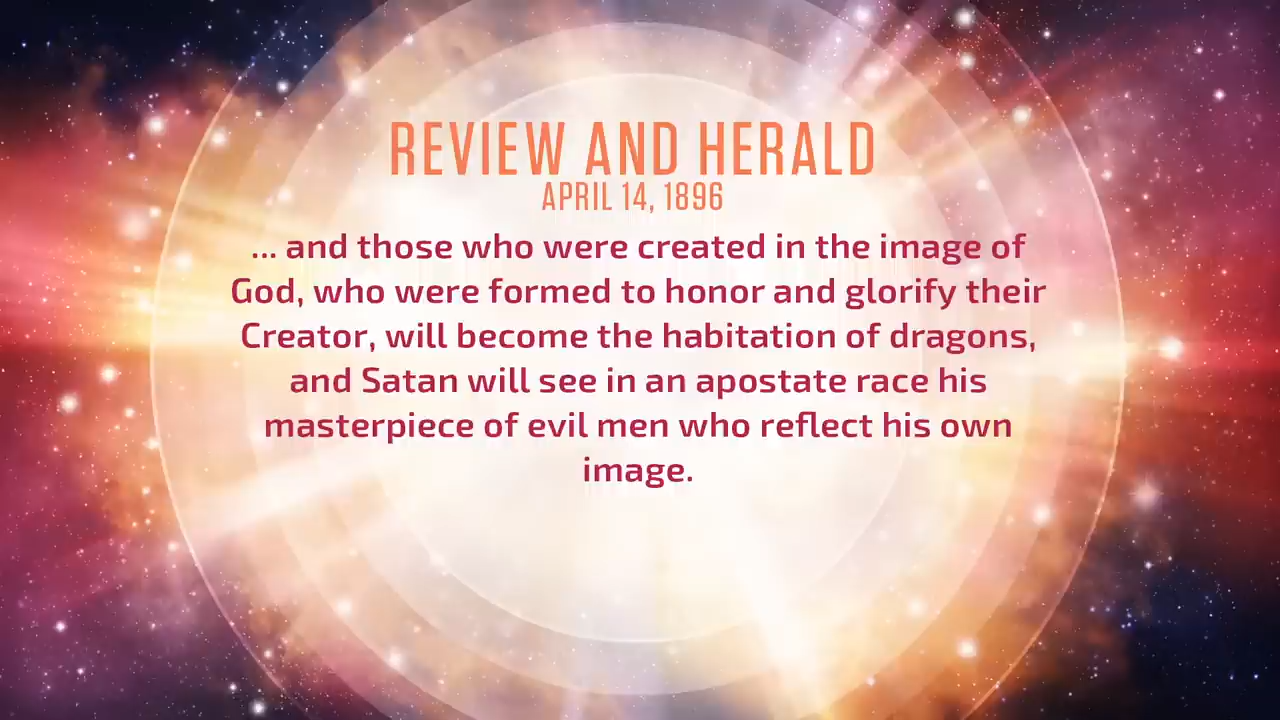 REVIEW AND HERALD
APRIL 14, 1896
... and those who were created in the image of
God, who were formed to honor and glorify their
Creator, will become the habitation of dragons,
and Satan will see in an apostate race his
masterpiece of evil men who reflect his own
image.